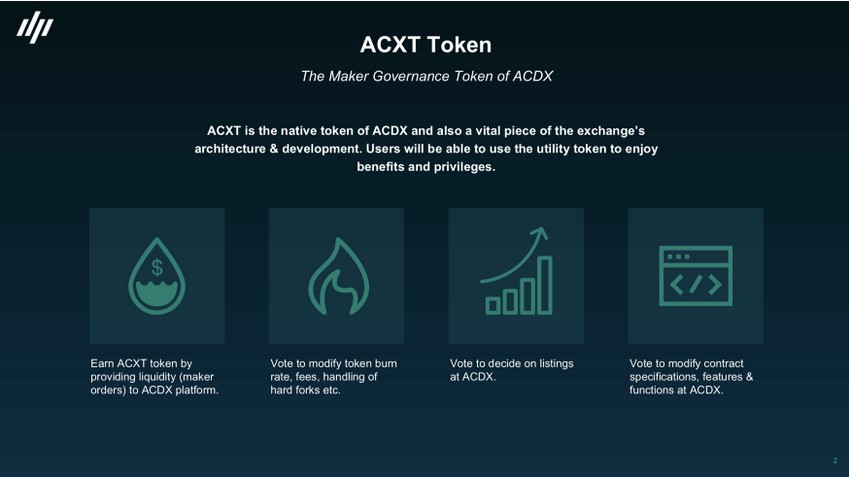 ACXT Token
The Maker Governance Token of ACDX
ACXT is the native token of ACDX and also a vital piece of the exchange's
architecture & development. Users will be able to use the utility token to enjoy
benefits and privileges.
$
</>
Earn ACXT token by
providing liquidity (maker
orders) to ACDX platform.
Vote to modify token burn
rate, fees, handling of
hard forks etc.
Vote to decide on listings
at ACDX.
Vote to modify contract
specifications, features &
functions at ACDX.
2